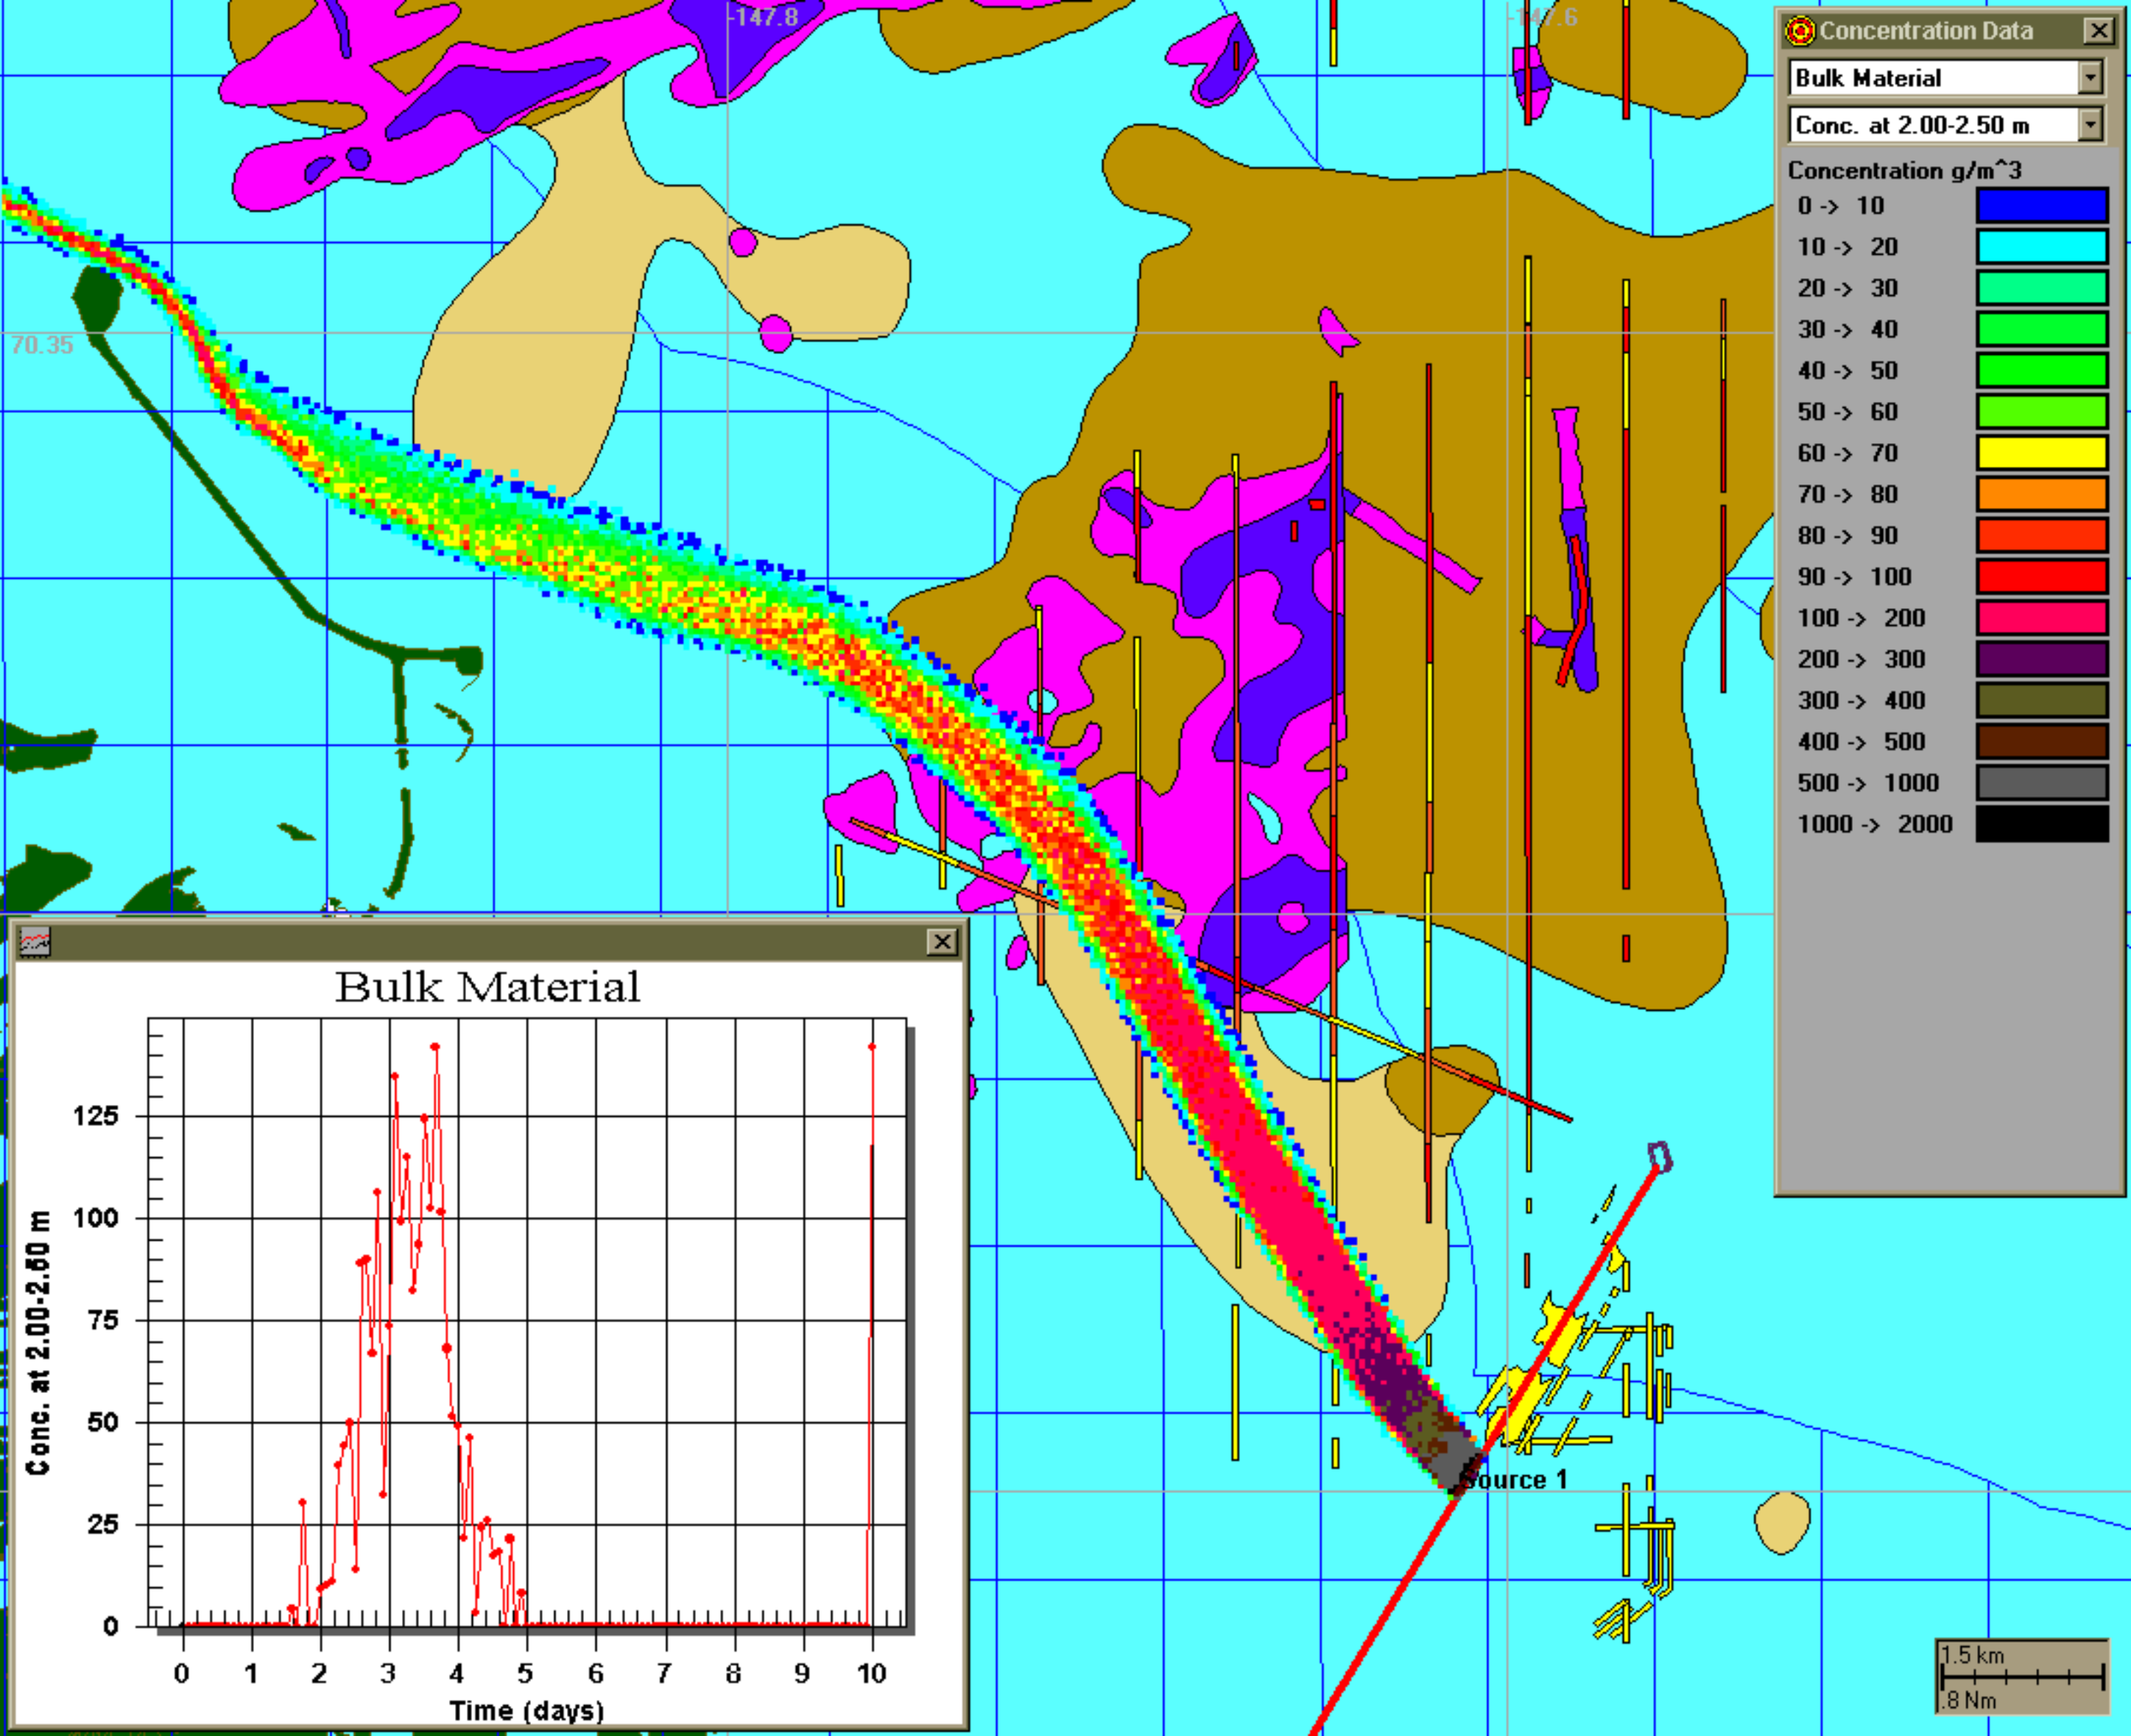 -147.8
-147.6
70.35
Concentration Data
Bulk Material
Conc. at 2.00-2.50 m
Concentration g/m^3
0 -> 10
10 -> 20
20 -> 30
30 -> 40
40 -> 50
50 -> 60
60 -> 70
70 -> 80
80 -> 90
90 -> 100
100 -> 200
200 -> 300
300 -> 400
400 -> 500
500 -> 1000
1000 -> 2000
Bulk Material
Conc. at 2.00-2.50 m
125
100
75
50
25
0
0 1 2 3 4 5 6 7 8 9 10
Time (days)
Source 1
1.5 km
.8 Nm